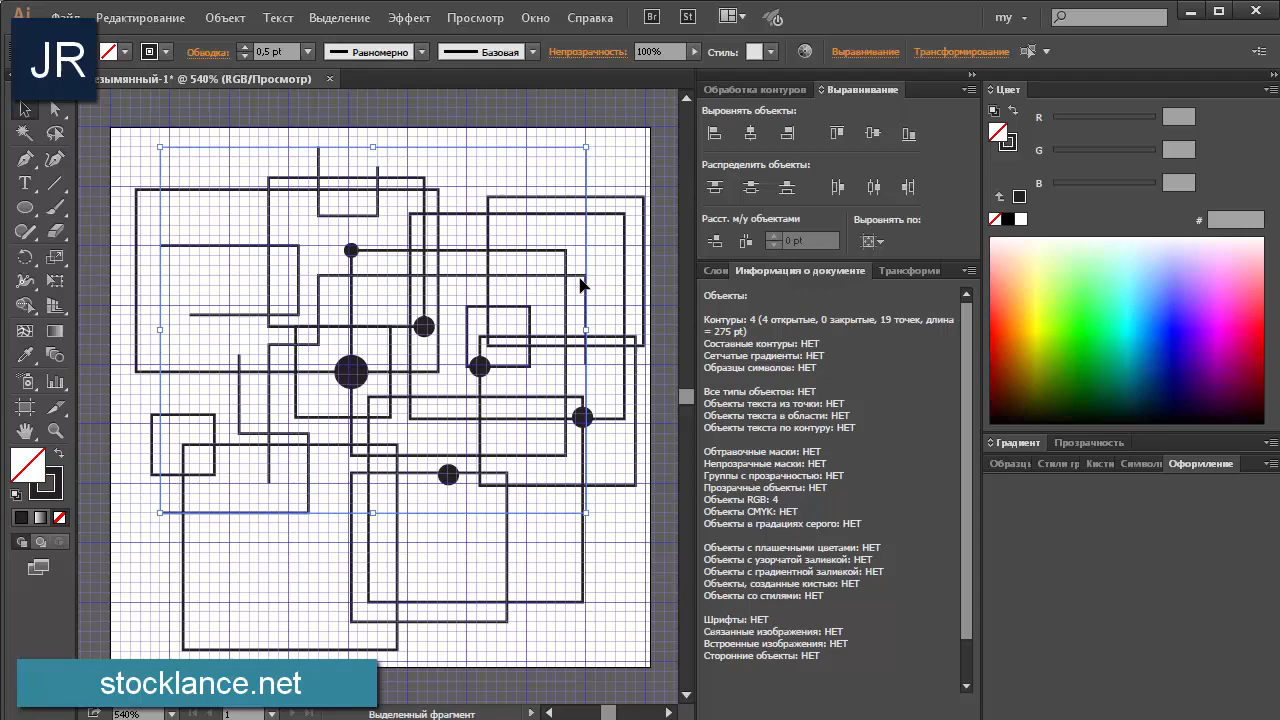 Ai Файл Редактирование Объект Текст Выделение Эффект Просмотр Окно Справка Br St my
JR
Обводка: 0,5 pt Равномерно Базовая Непрозрачность: 100% Стиль: Выравнивание Трансформирование
езымянный-1* @ 540% (RGB/Просмотр)
Обработка контуров Выравнивание Цвет
Выровнять объекты:
R
G
B
Распределить объекты:
Расст. м/у объектами Выровнять по:
0 pt
#
Слои Информация о документе Трансформи
Объекты:
Контуры: 4 (4 открытые, 0 закрытые, 19 точек, длина
= 275 pt)
Составные контуры: НЕТ
Сетчатые градиенты: НЕТ
Образцы символов: НЕТ
Все типы объектов: НЕТ
Объекты текста из точки: НЕТ
Объекты текста в области: НЕТ
Объекты текста по контуру: НЕТ
Обтравочные маски: НЕТ
Непрозрачные маски: НЕТ
Группы с прозрачностью: НЕТ
Прозрачные объекты: НЕТ
Объекты RGB: 4
Объекты CMYK: НЕТ
Объекты в градациях серого: НЕТ
Объекты с плашечными цветами: НЕТ
Объекты с узорчатой заливкой: НЕТ
Объекты с градиентной заливкой: НЕТ
Объекты, созданные кистью: НЕТ
Объекты со стилями: НЕТ
Шрифты: НЕТ
Связанные изображения: НЕТ
Встроенные изображения: НЕТ
Сторонние объекты: НЕТ
Градиент Прозрачность
Образцы Стили гр Кисти Символы Оформление
stocklance.net
540% 1 Выделенный фрагмент